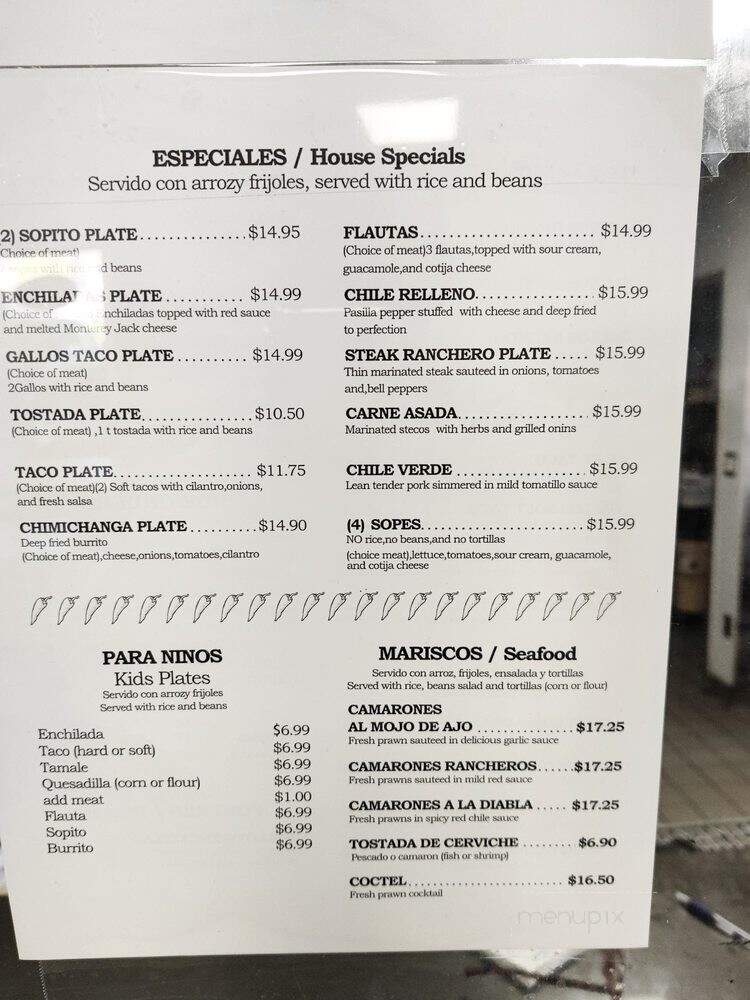 ESPECIALES / House Specials
Servido con arrozy frijoles, served with rice and beans
2) SOPITO PLATE.................$14.95
Choice of meat)
with rice and beans
PLATE ........... $14.99
(Choice of enchiladas topped with red sauce
and melted Monterey Jack cheese
GALLOS TACO PLATE .......... $14.99
(Choice of meat)
2Gallos with rice and beans
TOSTADA PLATE.................$10.50
(Choice of meat) ,1 t tostada with rice and beans
TACO PLATE.................... $11.75
(Choice of meat)(2) Soft tacos with cilantro,onions,
and fresh salsa
CHIMICHANGA PLATE ..........$14.90
Deep fried burrito
(Choice of meat),cheese,onions,tomatoes,cilantro
FLAUTAS......................... $14.99
(Choice of meat)3 flautas,topped with sour cream,
guacamole,and cotija cheese
CHILE RELLENO................. $15.99
Pasilla pepper stuffed with cheese and deep fried
to perfection
STEAK RANCHERO PLATE ..... $15.99
Thin marinated steak sauteed in onions, tomatoes
and,bell peppers
CARNE ASADA................... $15.99
Marinated stecos with herbs and grilled onins
CHILE VERDE ................... $15.99
Lean tender pork simmered in mild tomatillo sauce
(4) SOPES....................... $15.99
NO rice,no beans,and no tortillas
(choice meat),lettuce,tomatoes,sour cream, guacamole,
and cotija cheese
PARA NINOS
Kids Plates
Servido con arrozy frijoles
Served with rice and beans
Enchilada $6.99
Taco (hard or soft) $6.99
Tamale $6.99
Quesadilla (corn or flour) $6.99
add meat $1.00
Flauta $6.99
Sopito $6.99
Burrito $6.99
MARISCOS / Seafood
Servido con arroz, frijoles, ensalada y tortillas
Served with rice, beans salad and tortillas (corn or flour)
CAMARONES
AL MOJO DE AJO .............. $17.25
Fresh prawn sauteed in delicious garlic sauce
CAMARONES RANCHEROS......$17.25
Fresh prawns sauteed in mild red sauce
CAMARONES A LA DIABLA ..... $17.25
Fresh prawns in spicy red chile sauce
TOSTADA DE CERVICHE ........ $6.90
Pescado o camaron (fish or shrimp)
COCTEL........................ $16.50
Fresh prawn cocktail
menupix